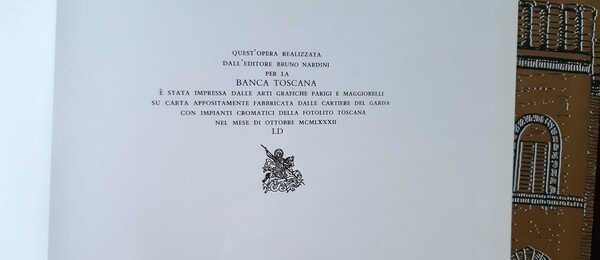 QUEST'OPERA REALIZZATA
DALL'EDITORE BRUNO NARDINI
PER LA
BANCA TOSCANA
È STATA IMPRESSA DALLE ARTI GRAFICHE PARIGI E MAGGIORELLI
SU CARTA APPOSITAMENTE FABBRICATA DALLE CARTIERE DEL GARDA
CON IMPIANTI CROMATICI DELLA FOTOLITO TOSCANA
NEL MESE DI OTTOBRE MCMLXXXII
LD